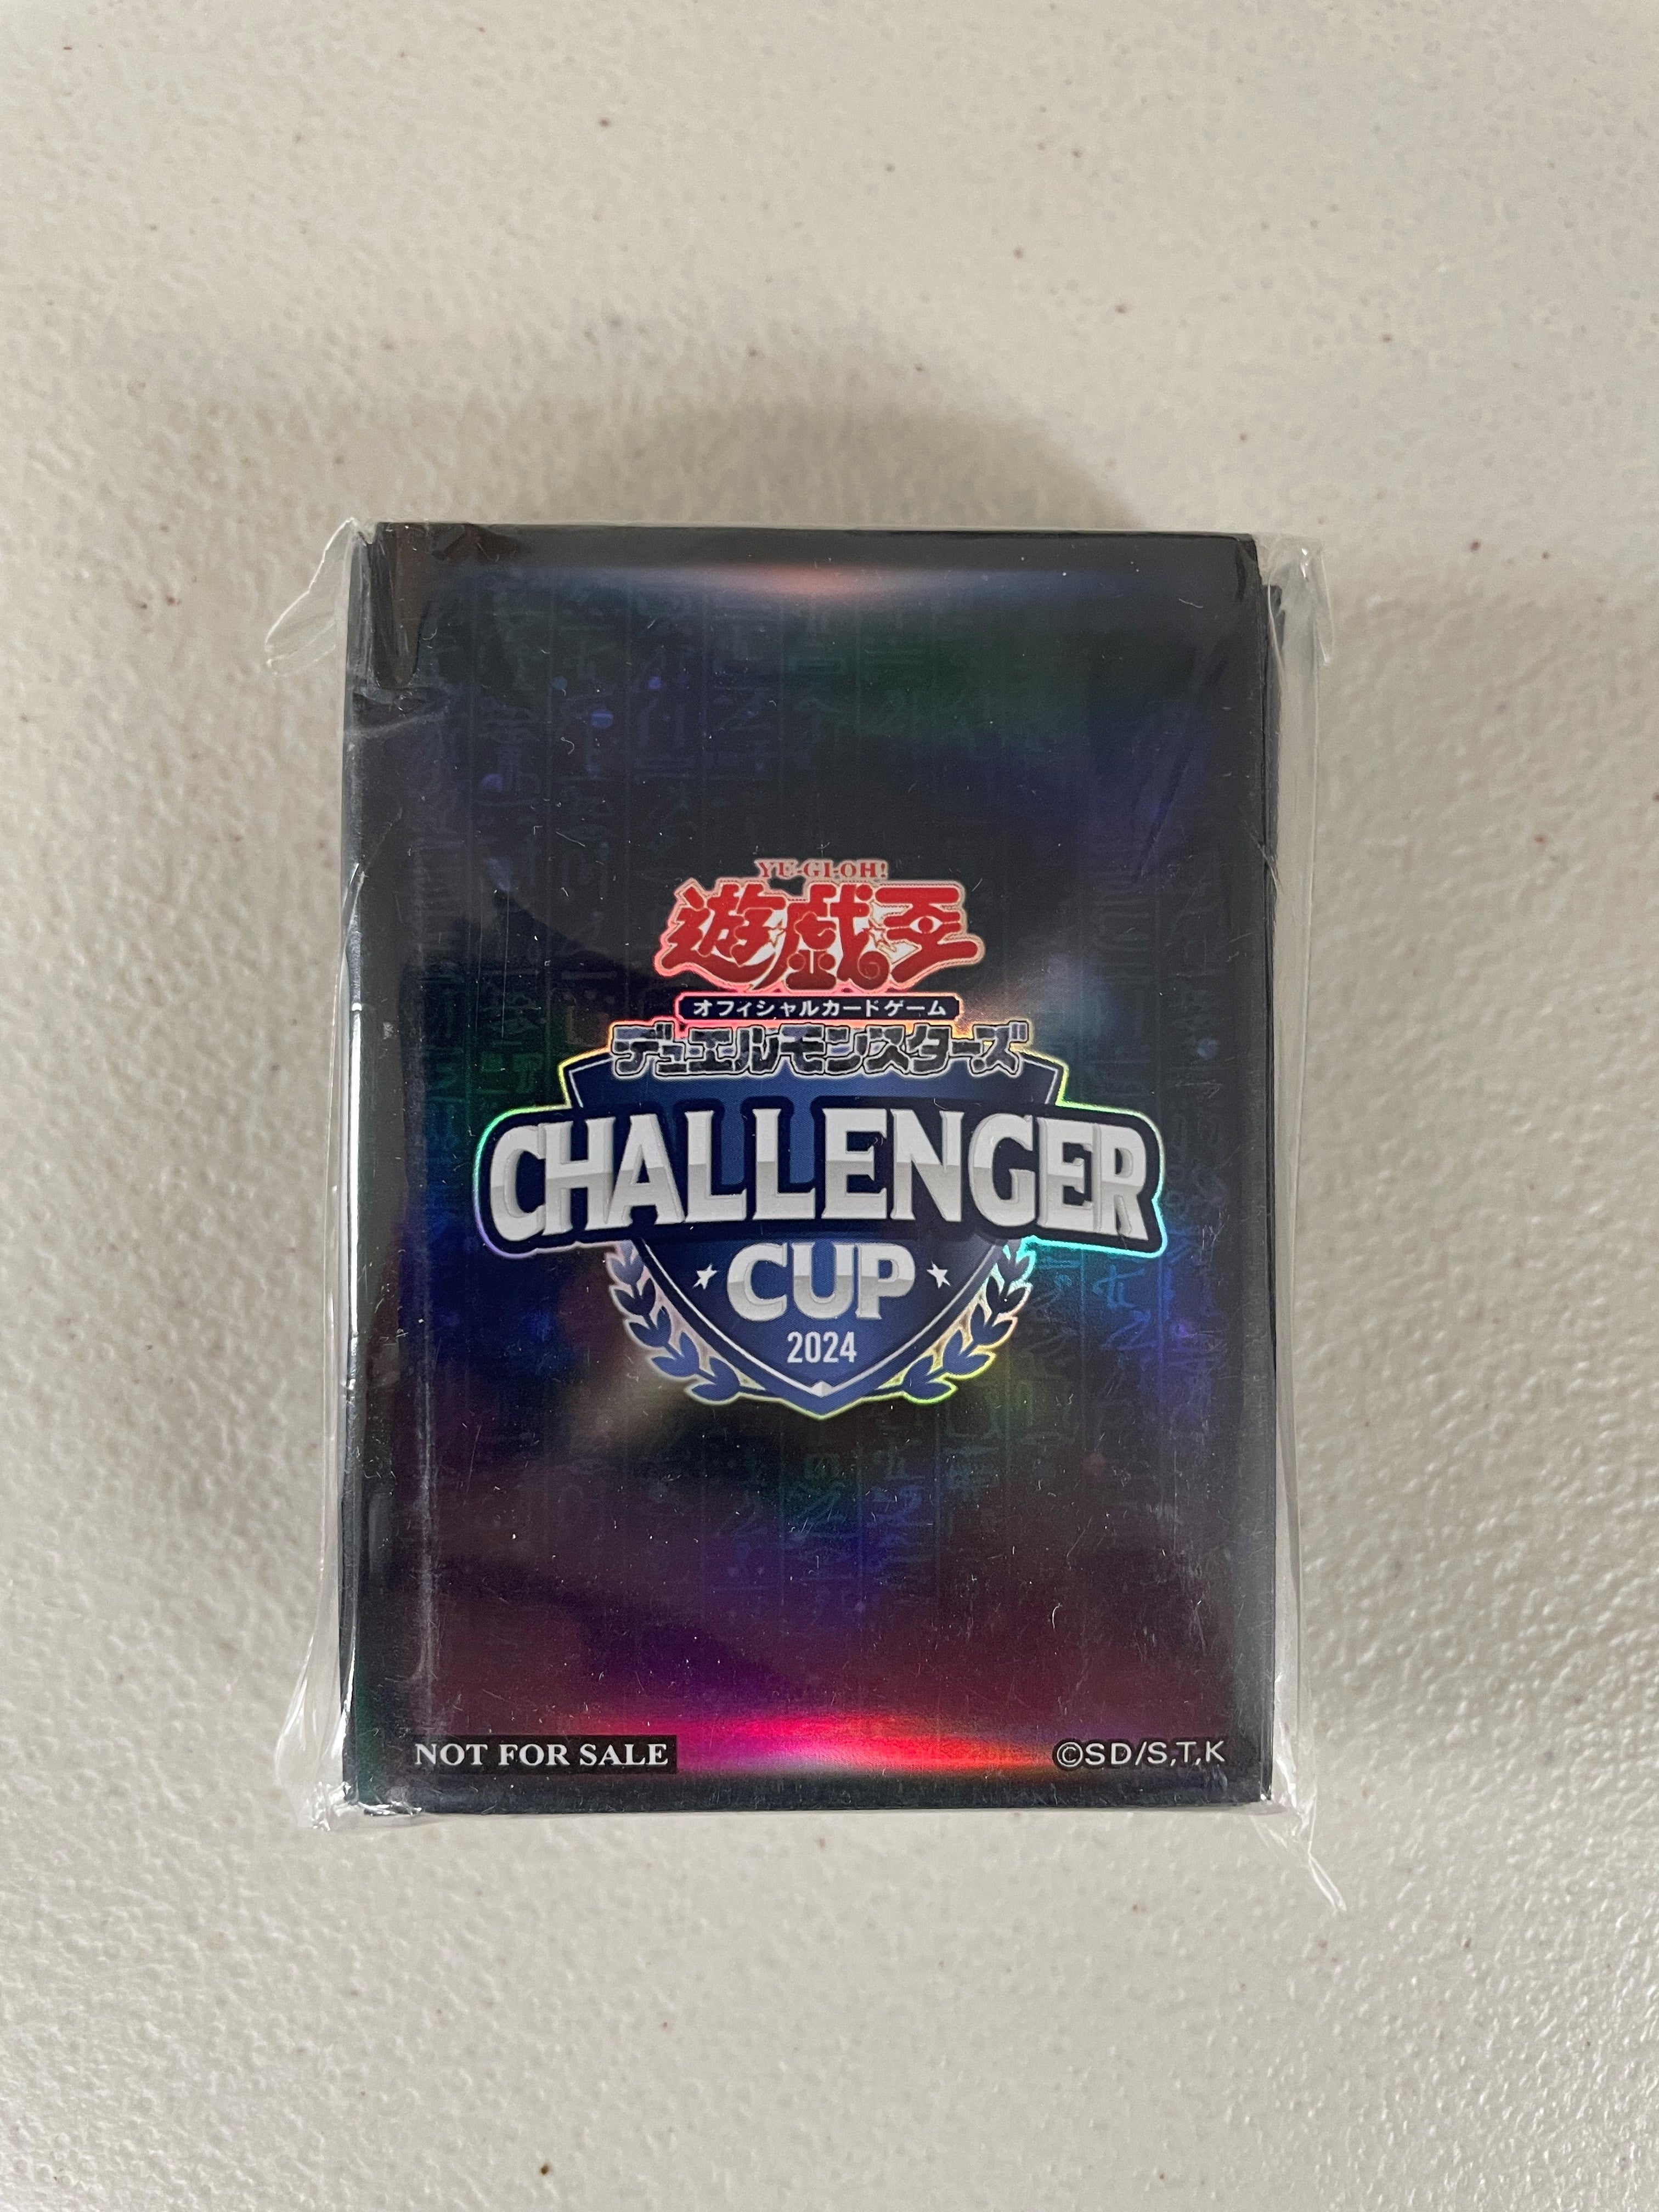 YU-GI-OH!
遊戯王
オフィシャルカードゲーム
デュエルモンスターズ
CHALLENGER
CUP
2024
NOT FOR SALE
©SD/S,T,K